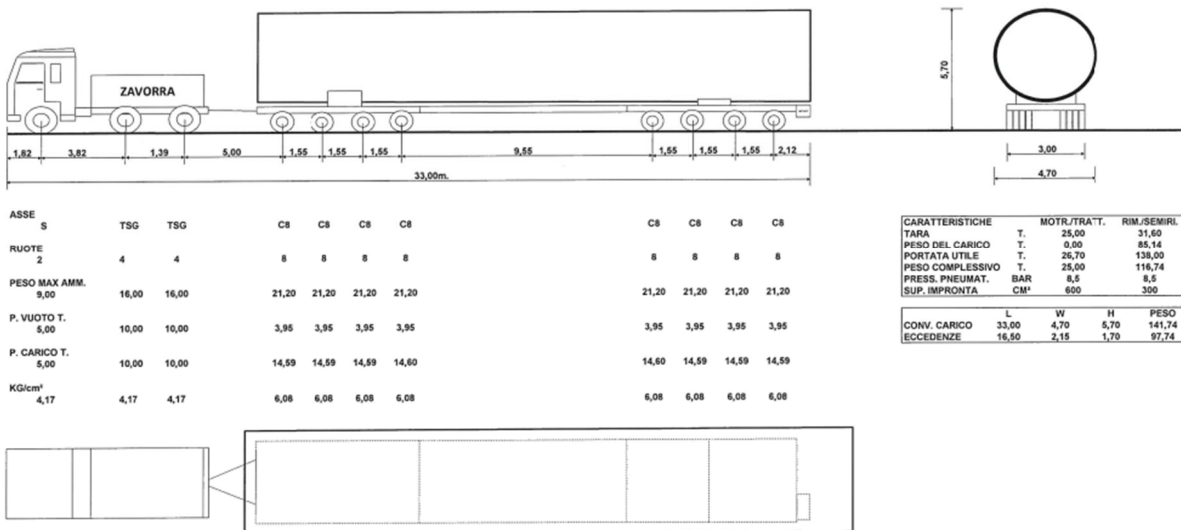 ZAVORRA
5,70
1,82 3,82 1,39 5,00 1,55 1,55 1,55 9,55 1,55 1,55 1,55 2,12
33,00m.
3,00
4,70
ASSE
S TSG TSG C8 C8 C8 C8 C8 C8 C8 C8
RUOTE
2 4 4 8 8 8 8 8 8 8 8
PESO MAX AMM.
9,00 16,00 16,00 21,20 21,20 21,20 21,20 21,20 21,20 21,20 21,20
P. VUOTO T.
5,00 10,00 10,00 3,95 3,95 3,95 3,95 3,95 3,95 3,95 3,95
P. CARICO T.
5,00 10,00 10,00 14,59 14,59 14,59 14,60 14,60 14,59 14,59 14,59
KG/cm²
4,17 4,17 4,17 6,08 6,08 6,08 6,08 6,08 6,08 6,08 6,08
CARATTERISTICHE MOTR./TRATT. RIM./SEMIRI.
TARA T. 25,00 31,60
PESO DEL CARICO T. 0,00 85,14
PORTATA UTILE T. 26,70 138,00
PESO COMPLESSIVO T. 25,00 116,74
PRESS. PNEUMAT. BAR 8,5 8,5
SUP. IMPRONTA CM² 600 300
L W H PESO
CONV. CARICO 33,00 4,70 5,70 141,74
ECCEDENZE 16,50 2,15 1,70 97,74